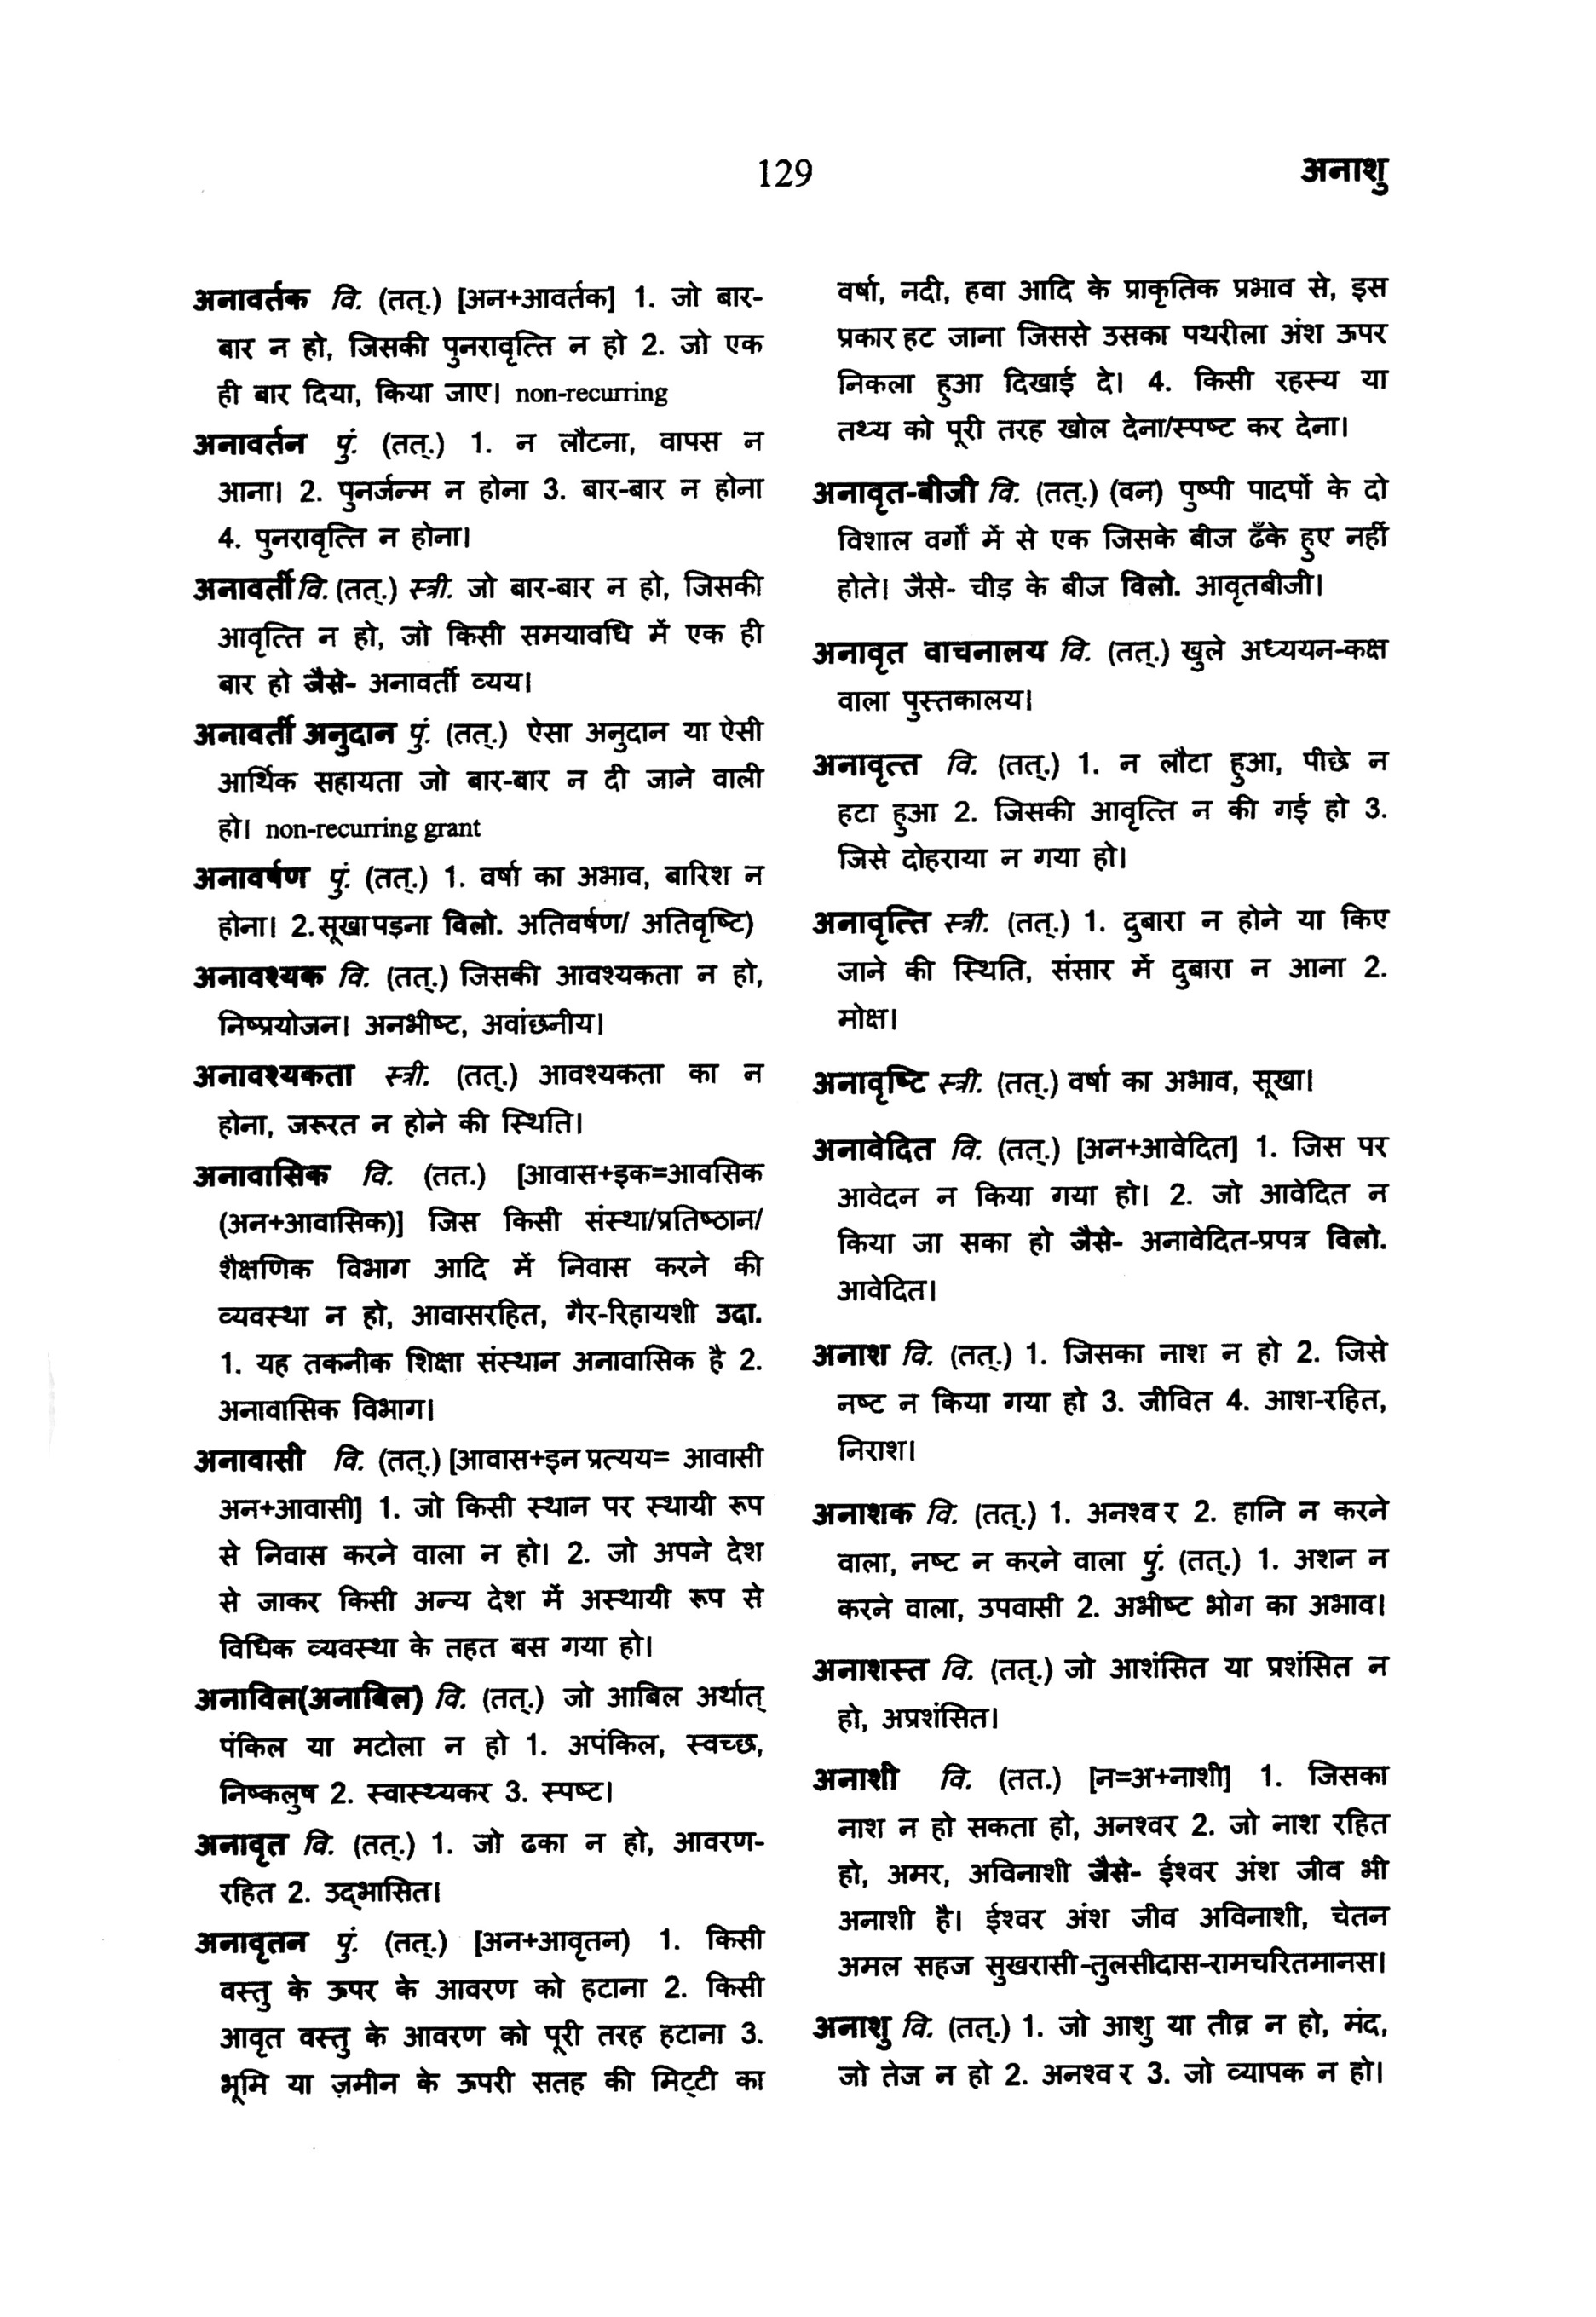 129
अनाशु
अनावर्तक वि. (तत्.) [अन+आवर्तक] 1. जो बार-
बार न हो, जिसकी पुनरावृत्ति न हो 2. जो एक
ही बार दिया, किया जाए। non-recurring
अनावर्तन पुं. (तत्.) 1. न लौटना, वापस न
आना। 2. पुनर्जन्म न होना 3. बार-बार न होना
4. पुनरावृत्ति न होना।
अनावर्ती वि. (तत्.) स्त्री. जो बार-बार न हो, जिसकी
आवृत्ति न हो, जो किसी समयावधि में एक ही
बार हो जैसे- अनावर्ती व्यय।
अनावर्ती अनुदान पुं. (तत्.) ऐसा अनुदान या ऐसी
आर्थिक सहायता जो बार-बार न दी जाने वाली
हो। non-recurring grant
अनावर्षण पुं. (तत्.) 1. वर्षा का अभाव, बारिश न
होना। 2. सूखा पड़ना विलो. अतिवर्षण/ अतिवृष्टि)
अनावश्यक वि. (तत्.) जिसकी आवश्यकता न हो,
निष्प्रयोजन। अनभीष्ट, अवांछनीय।
अनावश्यकता स्त्री. (तत्.) आवश्यकता का न
होना, जरूरत न होने की स्थिति।
अनावासिक वि. (तत.) [आवास+इक=आवसिक
(अन+आवासिक)] जिस किसी संस्था/प्रतिष्ठान/
शैक्षणिक विभाग आदि में निवास करने की
व्यवस्था न हो, आवासरहित, गैर-रिहायशी उदा.
1. यह तकनीक शिक्षा संस्थान अनावासिक है 2.
अनावासिक विभाग।
अनावासी वि. (तत्.) [आवास+इन प्रत्यय= आवासी
अन+आवासी] 1. जो किसी स्थान पर स्थायी रूप
से निवास करने वाला न हो। 2. जो अपने देश
से जाकर किसी अन्य देश में अस्थायी रूप से
विधिक व्यवस्था के तहत बस गया हो।
अनाविल(अनाबिल) वि. (तत्.) जो आबिल अर्थात्
पंकिल या मटोला न हो 1. अपंकिल, स्वच्छ,
निष्कलुष 2. स्वास्थ्यकर 3. स्पष्ट।
अनावृत वि. (तत्.) 1. जो ढका न हो, आवरण-
रहित 2. उद्भासित।
अनावृतन पुं. (तत्.) [अन+आवृतन) 1. किसी
वस्तु के ऊपर के आवरण को हटाना 2. किसी
आवृत वस्तु के आवरण को पूरी तरह हटाना 3.
भूमि या ज़मीन के ऊपरी सतह की मिट्टी का
वर्षा, नदी, हवा आदि के प्राकृतिक प्रभाव से, इस
प्रकार हट जाना जिससे उसका पथरीला अंश ऊपर
निकला हुआ दिखाई दे। 4. किसी रहस्य या
तथ्य को पूरी तरह खोल देना/स्पष्ट कर देना।
अनावृत-बीजी वि. (तत्.) (वन) पुष्पी पादपों के दो
विशाल वर्गों में से एक जिसके बीज ढँके हुए नहीं
होते। जैसे- चीड़ के बीज विलो. आवृतबीजी।
अनावृत वाचनालय वि. (तत्.) खुले अध्ययन-कक्ष
वाला पुस्तकालय।
अनावृत्त वि. (तत्.) 1. न लौटा हुआ, पीछे न
हटा हुआ 2. जिसकी आवृत्ति न की गई हो 3.
जिसे दोहराया न गया हो।
अनावृत्ति स्त्री. (तत्.) 1. दुबारा न होने या किए
जाने की स्थिति, संसार में दुबारा न आना 2.
मोक्ष।
अनावृष्टि स्त्री. (तत्.) वर्षा का अभाव, सूखा।
अनावेदित वि. (तत्.) [अन+आवेदित] 1. जिस पर
आवेदन न किया गया हो। 2. जो आवेदित न
किया जा सका हो जैसे- अनावेदित-प्रपत्र विलो.
आवेदित।
अनाश वि. (तत्.) 1. जिसका नाश न हो 2. जिसे
नष्ट न किया गया हो 3. जीवित 4. आश-रहित,
निराश।
अनाशक वि. (तत्.) 1. अनश्वर 2. हानि न करने
वाला, नष्ट न करने वाला पुं. (तत्.) 1. अशन न
करने वाला, उपवासी 2. अभीष्ट भोग का अभाव।
अनाशस्त वि. (तत्.) जो आशंसित या प्रशंसित न
हो, अप्रशंसित।
अनाशी वि. (तत.) [न=अ+नाशी] 1. जिसका
नाश न हो सकता हो, अनश्वर 2. जो नाश रहित
हो, अमर, अविनाशी जैसे- ईश्वर अंश जीव भी
अनाशी है। ईश्वर अंश जीव अविनाशी, चेतन
अमल सहज सुखरासी-तुलसीदास-रामचरितमानस।
अनाशु वि. (तत्.) 1. जो आशु या तीव्र न हो, मंद,
जो तेज न हो 2. अनश्वर 3. जो व्यापक न हो।